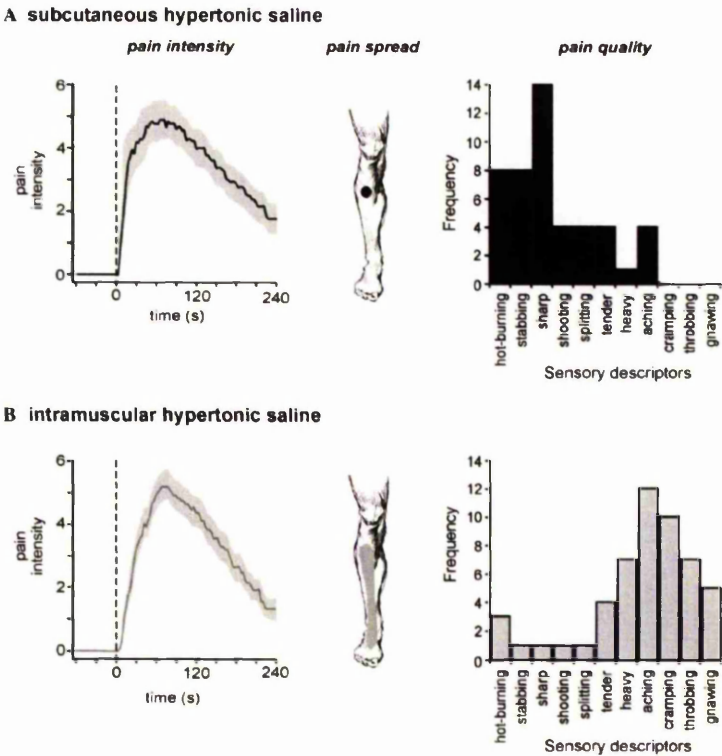 A subcutaneous hypertonic saline
pain intensity pain spread pain quality
6
4
2
0
pain
intensity
0 120 240
time (s)
14
12
10
8
6
4
2
0
Frequency
hot-burning
stabbing
sharp
shooting
splitting
tender
heavy
aching
cramping
throbbing
gnawing
Sensory descriptors
B intramuscular hypertonic saline
6
4
2
0
pain
intensity
0 120 240
time (s)
14
12
10
8
6
4
2
0
Frequency
hot-burning
stabbing
sharp
shooting
splitting
tender
heavy
aching
cramping
throbbing
gnawing
Sensory descriptors